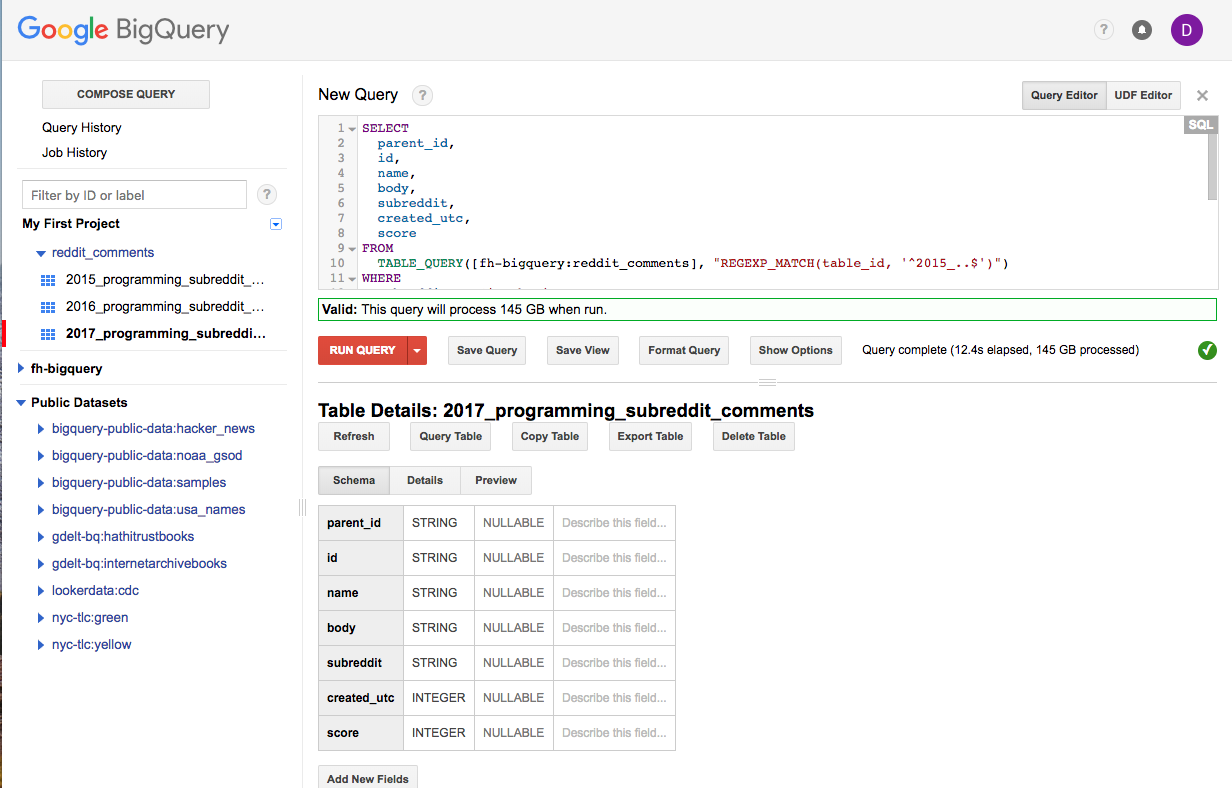 Google BigQuery
?
D
COMPOSE QUERY
Query History
Job History
Filter by ID or label
?
My First Project
reddit_comments
2015_programming_subreddit_...
2016_programming_subreddit_...
2017_programming_subreddi...
fh-bigquery
Public Datasets
bigquery-public-data:hacker_news
bigquery-public-data:noaa_gsod
bigquery-public-data:samples
bigquery-public-data:usa_names
gdelt-bq:hathitrustbooks
gdelt-bq:internetarchivebooks
lookerdata:cdc
nyc-tlc:green
nyc-tlc:yellow
New Query ?
Query Editor UDF Editor
SQL
1 SELECT
2 parent_id,
3 id,
4 name,
5 body,
6 subreddit,
7 created_utc,
8 score
9 FROM
10 TABLE_QUERY([fh-bigquery:reddit_comments], "REGEXP_MATCH(table_id, '^2015_..$')")
11 WHERE
Valid: This query will process 145 GB when run.
RUN QUERY Save Query Save View Format Query Show Options Query complete (12.4s elapsed, 145 GB processed)
Table Details: 2017_programming_subreddit_comments
Refresh Query Table Copy Table Export Table Delete Table
Schema Details Preview
parent_id STRING NULLABLE Describe this field...
id STRING NULLABLE Describe this field...
name STRING NULLABLE Describe this field...
body STRING NULLABLE Describe this field...
subreddit STRING NULLABLE Describe this field...
created_utc INTEGER NULLABLE Describe this field...
score INTEGER NULLABLE Describe this field...
Add New Fields